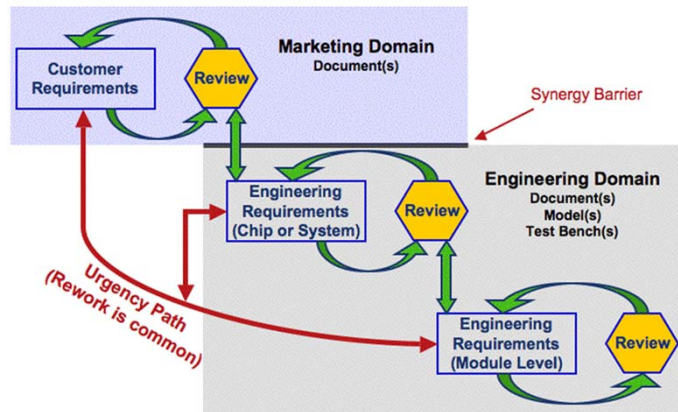 Marketing Domain
Document(s)
Customer
Requirements
Review
Synergy Barrier
Engineering
Requirements
(Chip or System)
Review
Engineering Domain
Document(s)
Model(s)
Test Bench(s)
Urgency Path
(Rework is common)
Engineering
Requirements
(Module Level)
Review